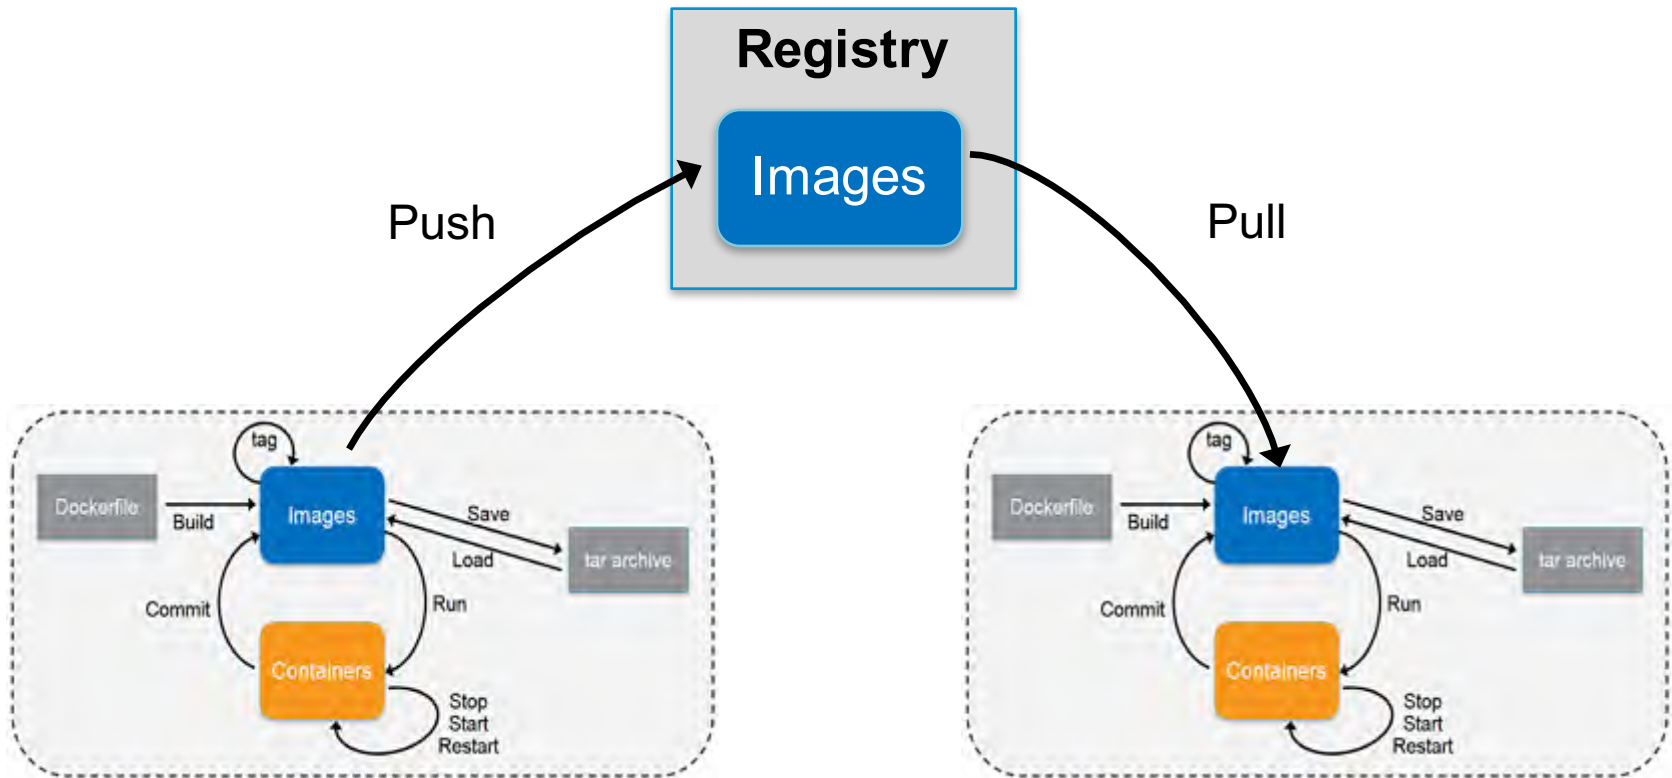 Registry
Images
Push
Pull
tag
Dockerfile
Build
Images
Save
Load
tar archive
Commit
Run
Containers
Stop
Start
Restart
tag
Dockerfile
Build
Images
Save
Load
tar archive
Commit
Run
Containers
Stop
Start
Restart